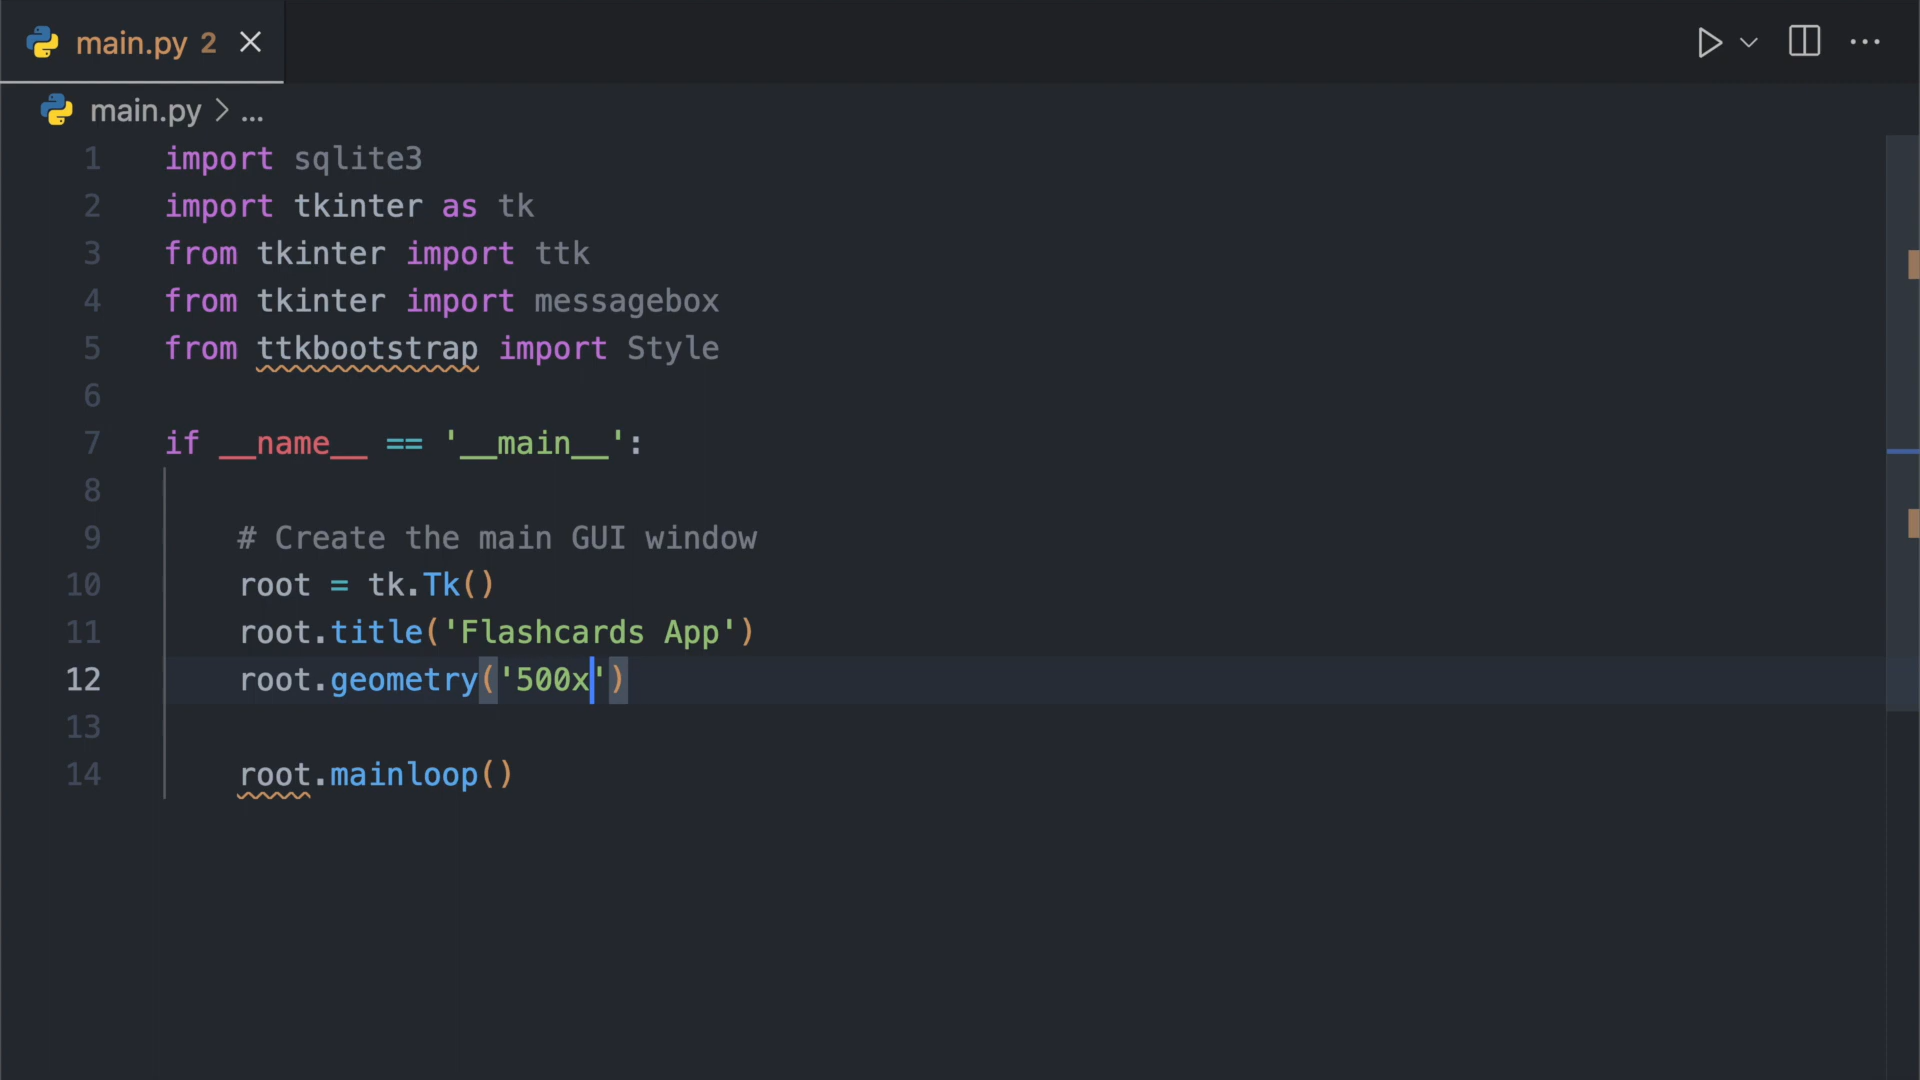 main.py 2
main.py > ...
1 import sqlite3
2 import tkinter as tk
3 from tkinter import ttk
4 from tkinter import messagebox
5 from ttkbootstrap import Style
6
7 if __name__ == '__main__':
8
9 # Create the main GUI window
10 root = tk.Tk()
11 root.title('Flashcards App')
12 root.geometry('500x')
13
14 root.mainloop()